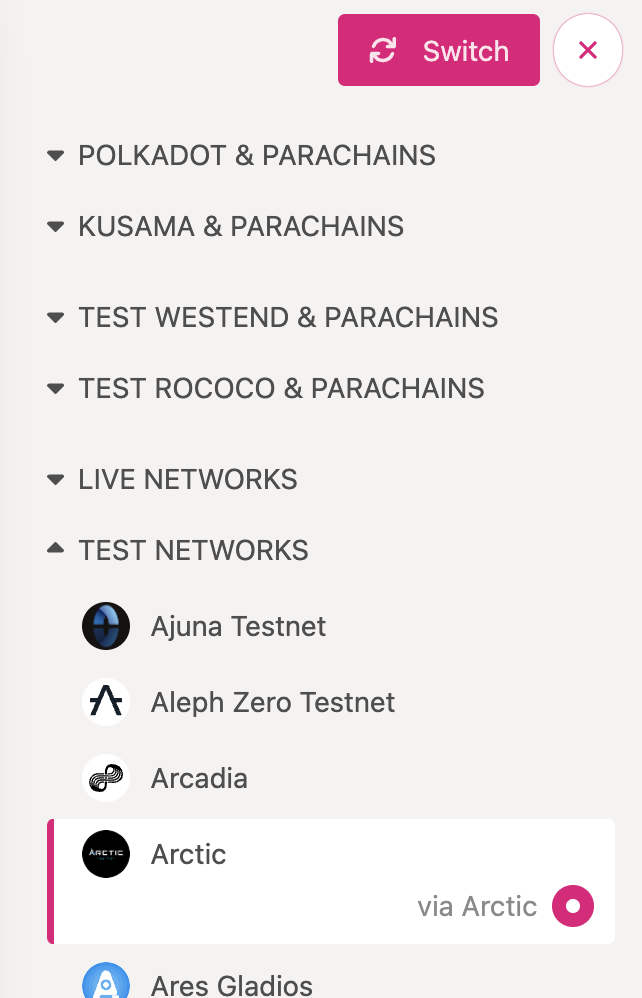 Switch
POLKADOT & PARACHAINS
KUSAMA & PARACHAINS
TEST WESTEND & PARACHAINS
TEST ROCOCO & PARACHAINS
LIVE NETWORKS
TEST NETWORKS
Ajuna Testnet
Aleph Zero Testnet
Arcadia
ARCTIC
Arctic
via Arctic
Ares Gladios